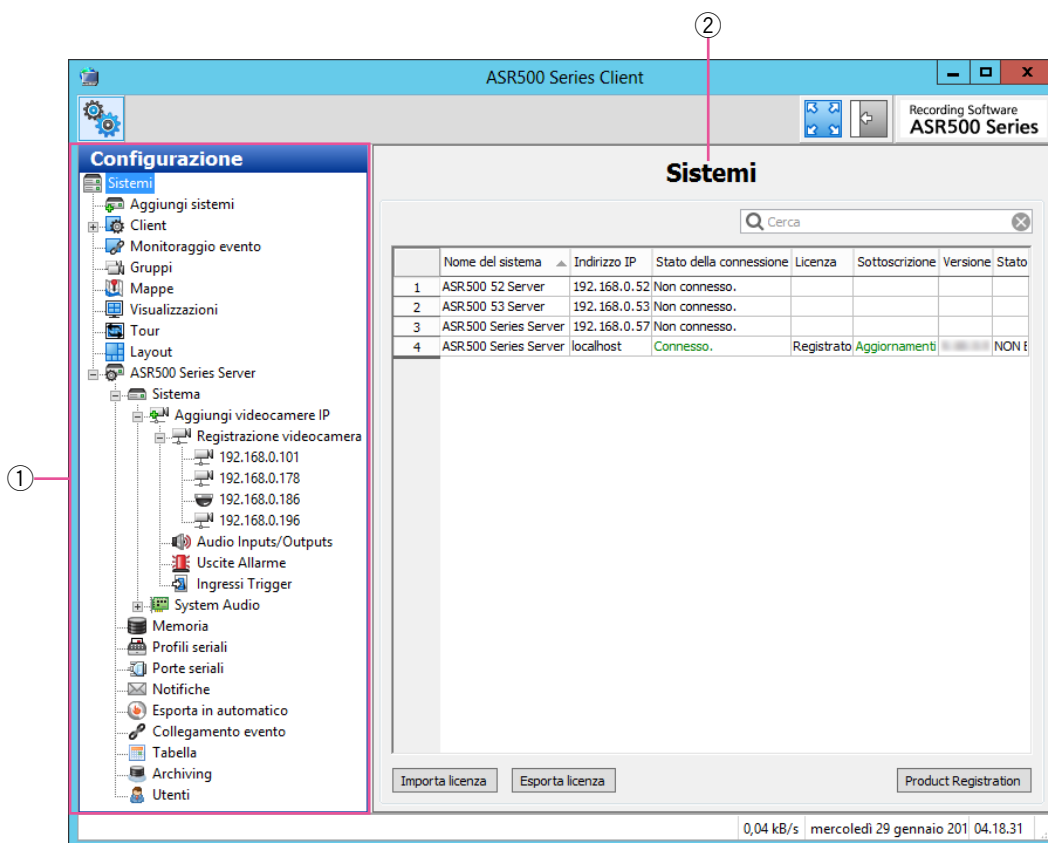 ②
ASR500 Series Client
Recording Software
ASR500 Series
Configurazione
Sistemi
Aggiungi sistemi
Client
Monitoraggio evento
Gruppi
Mappe
Visualizzazioni
Tour
Layout
ASR500 Series Server
Sistema
Aggiungi videocamere IP
Registrazione videocamera
192.168.0.101
192.168.0.178
192.168.0.186
192.168.0.196
Audio Inputs/Outputs
Uscite Allarme
Ingressi Trigger
System Audio
Memoria
Profili seriali
Porte seriali
Notifiche
Esporta in automatico
Collegamento evento
Tabella
Archiving
Utenti
①
Sistemi
Cerca
Nome del sistema Indirizzo IP Stato della connessione Licenza Sottoscrizione Versione Stato
1 ASR500 52 Server 192.168.0.52 Non connesso.
2 ASR500 53 Server 192.168.0.53 Non connesso.
3 ASR500 Series Server 192.168.0.57 Non connesso.
4 ASR500 Series Server localhost Connesso. Registrato Aggiornamenti NON
Importa licenza Esporta licenza Product Registration
0,04 kB/s mercoledì 29 gennaio 201 04.18.31